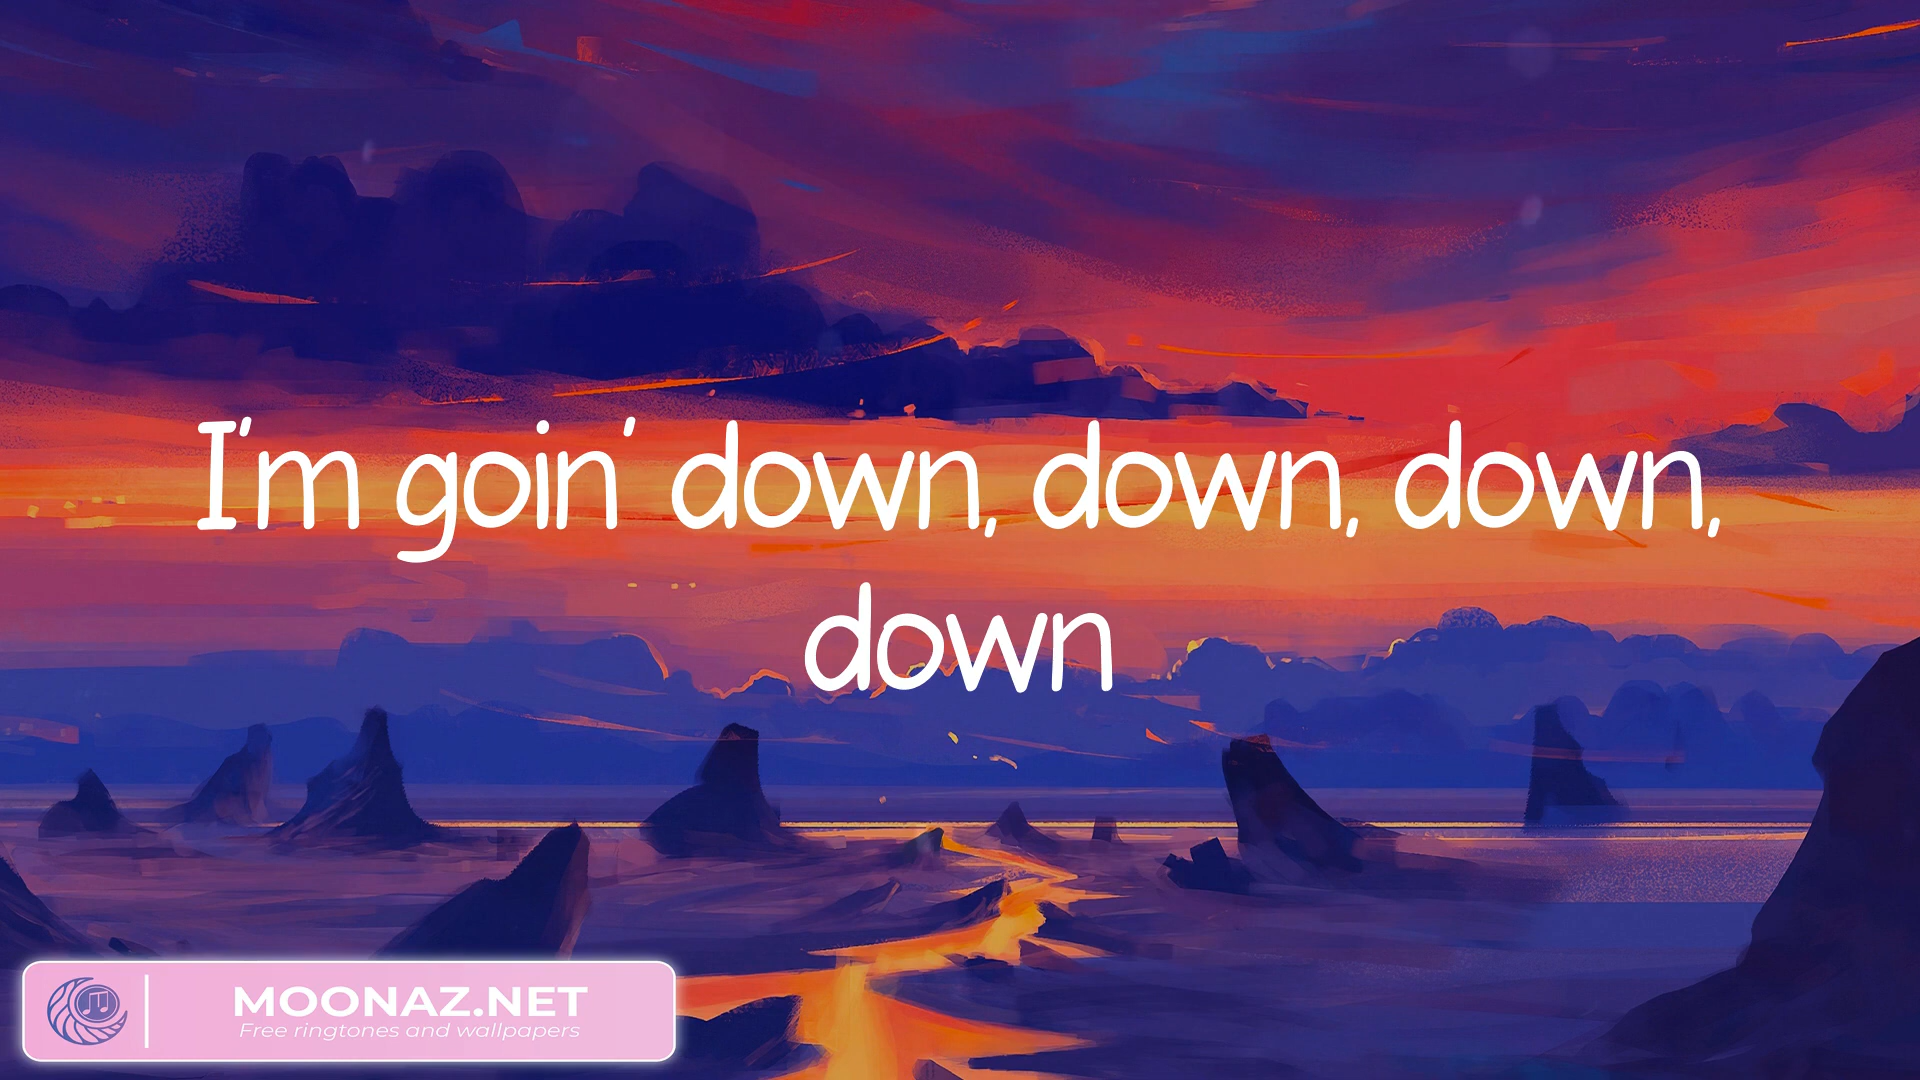 I'm goin' down, down, down,
down
MOONAZ.NET
Free ringtones and wallpapers